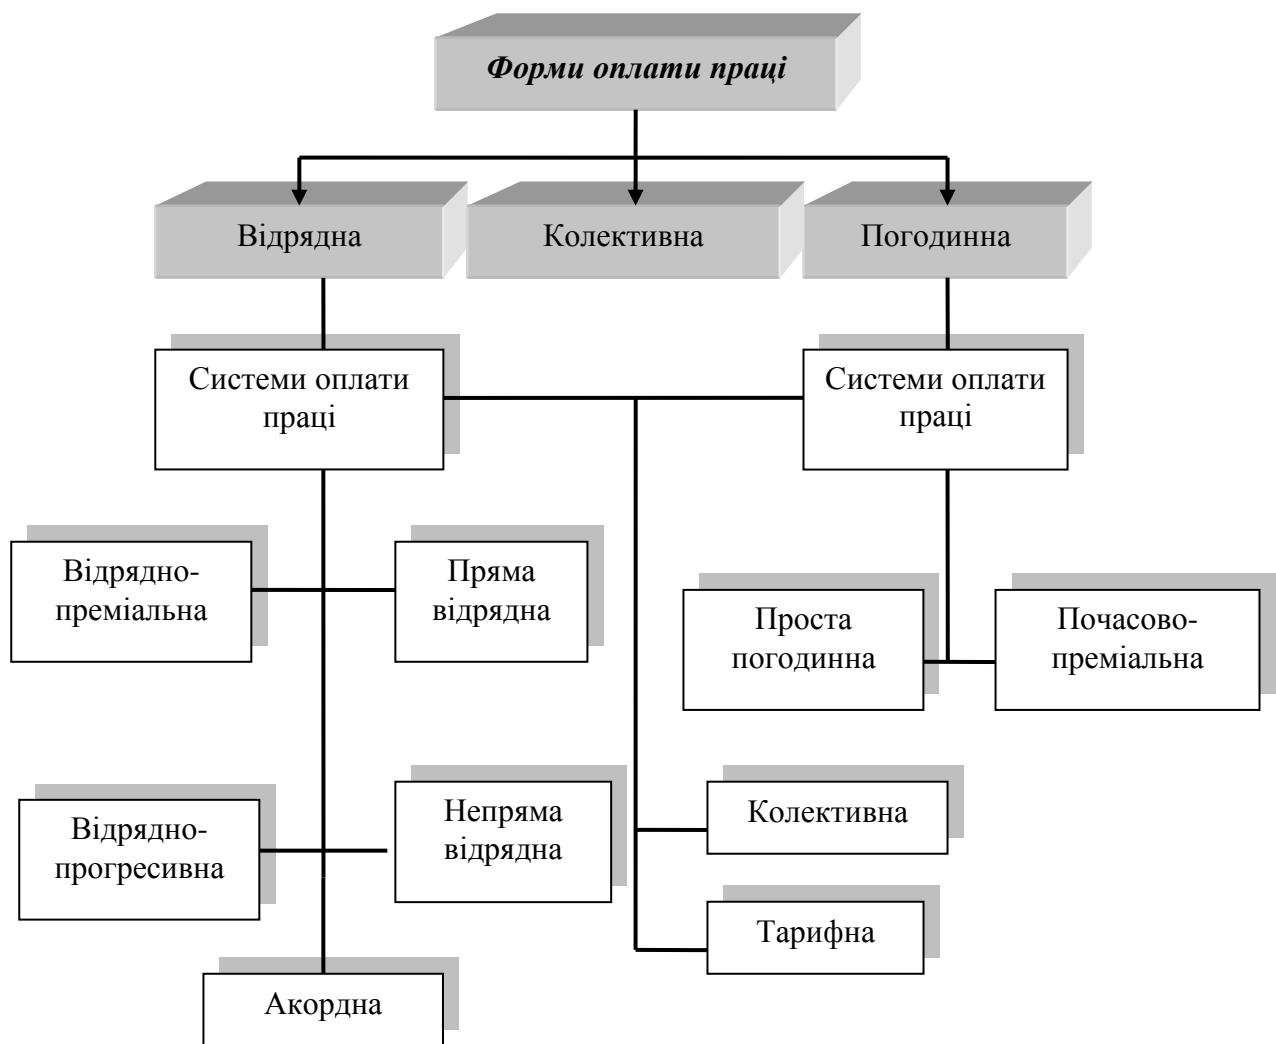 Форми оплати праці
Відрядна
Колективна
Погодинна
Системи оплати
праці
Системи оплати
праці
Відрядно-
преміальна
Пряма
відрядна
Проста
погодинна
Почасово-
преміальна
Відрядно-
прогресивна
Непряма
відрядна
Колективна
Тарифна
Акордна